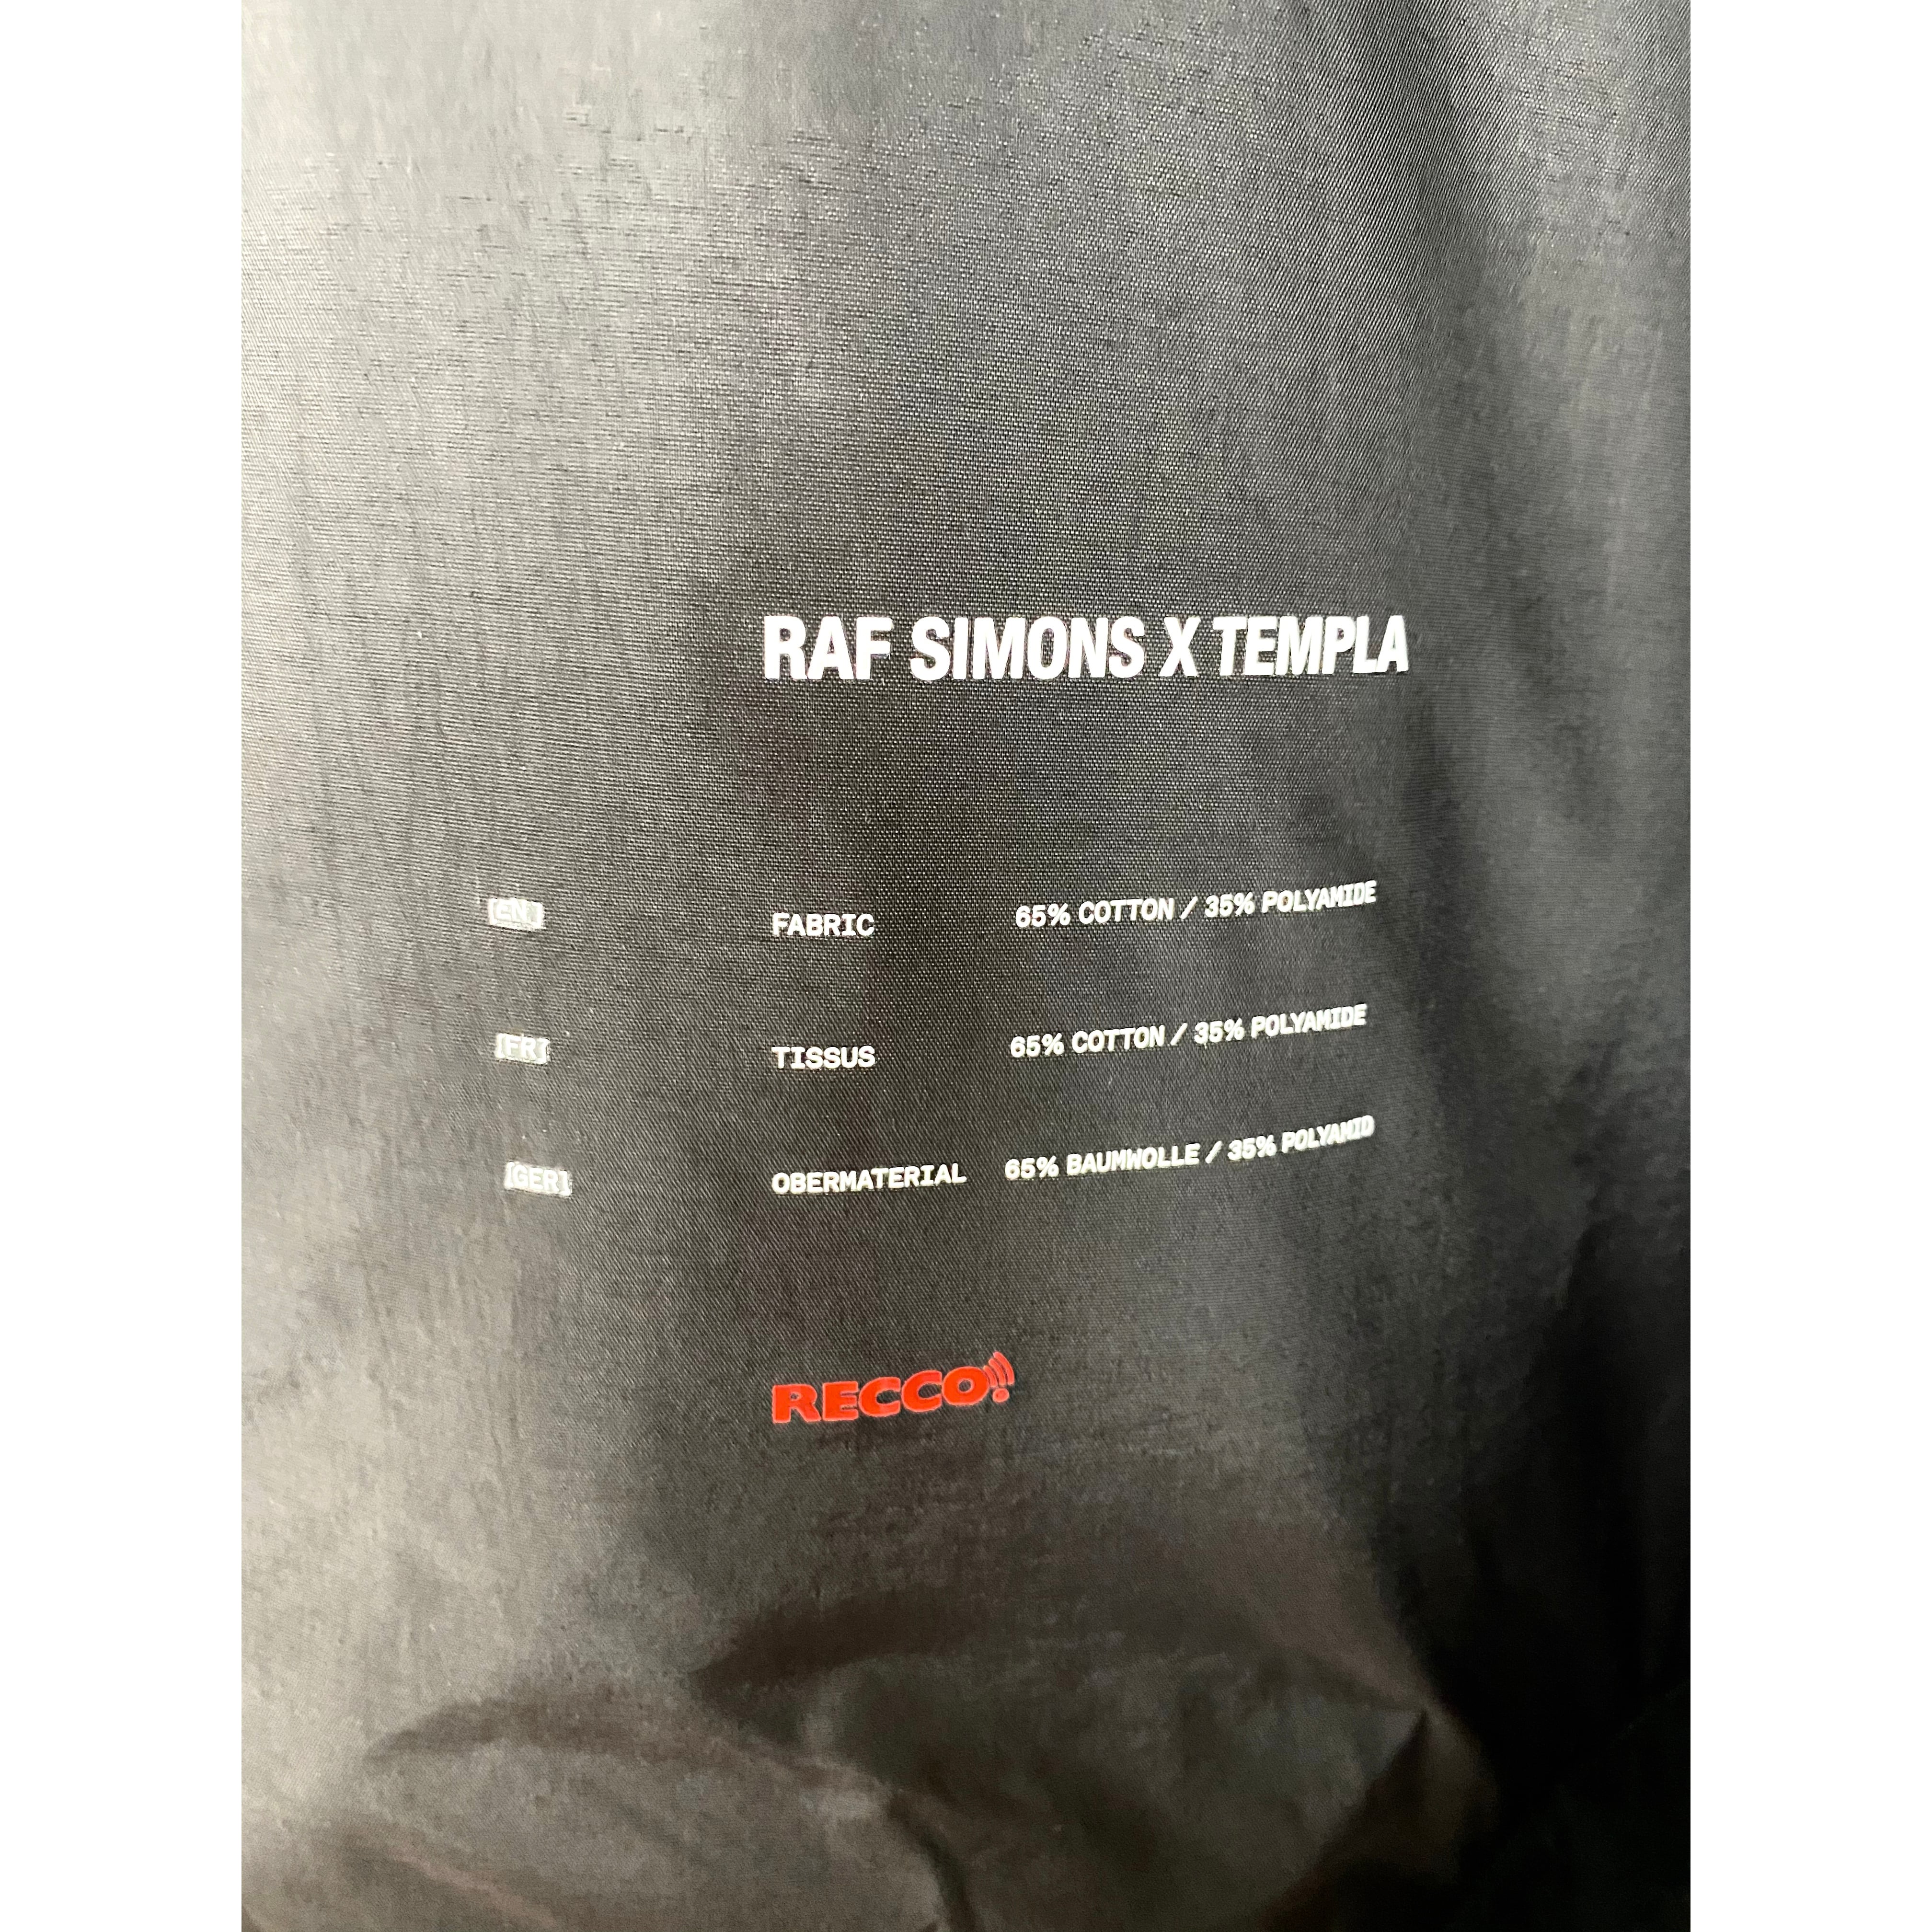 RAF SIMONS X TEMPLA
[EN] FABRIC 65% COTTON / 35% POLYAMIDE
[FR] TISSUS 65% COTTON / 35% POLYAMIDE
[GER] OBERMATERIAL 65% BAUMWOLLE / 35% POLYAMID
RECCO